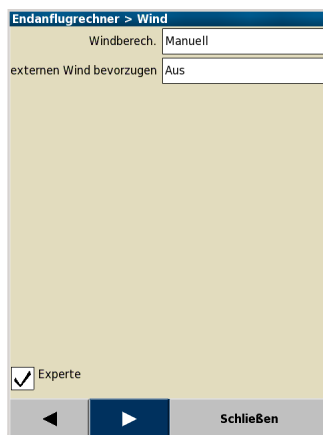 Endanflugrechner > Wind
Windberech. Manuell
externen Wind bevorzugen Aus
Experte
Schließen